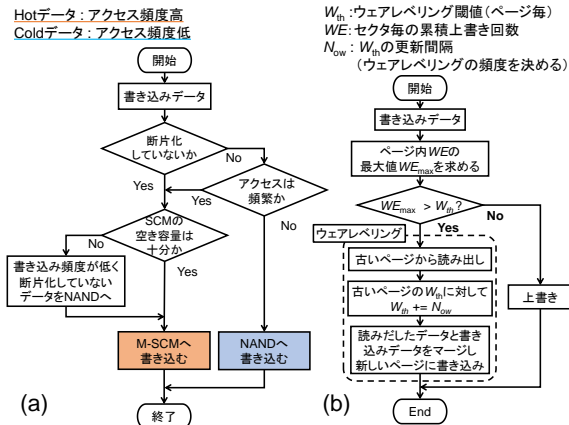 Hotデータ：アクセス頻度高
Coldデータ：アクセス頻度低
開始
書き込みデータ
断片化
していないか
No
Yes
アクセスは
頻繁か
Yes
No
SCMの
空き容量は
十分か
No
Yes
書き込み頻度が低く
断片化していない
データをNANDへ
M-SCMへ
書き込む
NANDへ
書き込む
終了
(a)
Wth：ウェアレベリング閾値（ページ毎）
WE：セクタ毎の累積上書き回数
Now：Wthの更新間隔
（ウェアレベリングの頻度を決める）
開始
書き込みデータ
ページ内WEの
最大値WEmaxを求める
WEmax > Wth?
No
Yes
ウェアレベリング
古いページから読み出し
古いページのWthに対して
Wth += Now
読みだしたデータと書き
込みデータをマージし
新しいページに書き込み
上書き
End
(b)